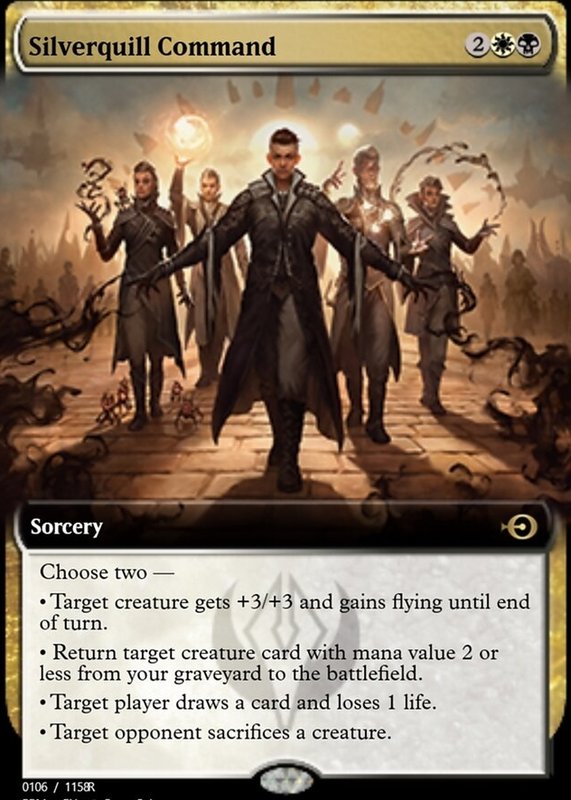 Silverquill Command 2
Sorcery
Choose two —
• Target creature gets +3/+3 and gains flying until end
of turn.
• Return target creature card with mana value 2 or
less from your graveyard to the battlefield.
• Target player draws a card and loses 1 life.
• Target opponent sacrifices a creature.
0106 / 1158R